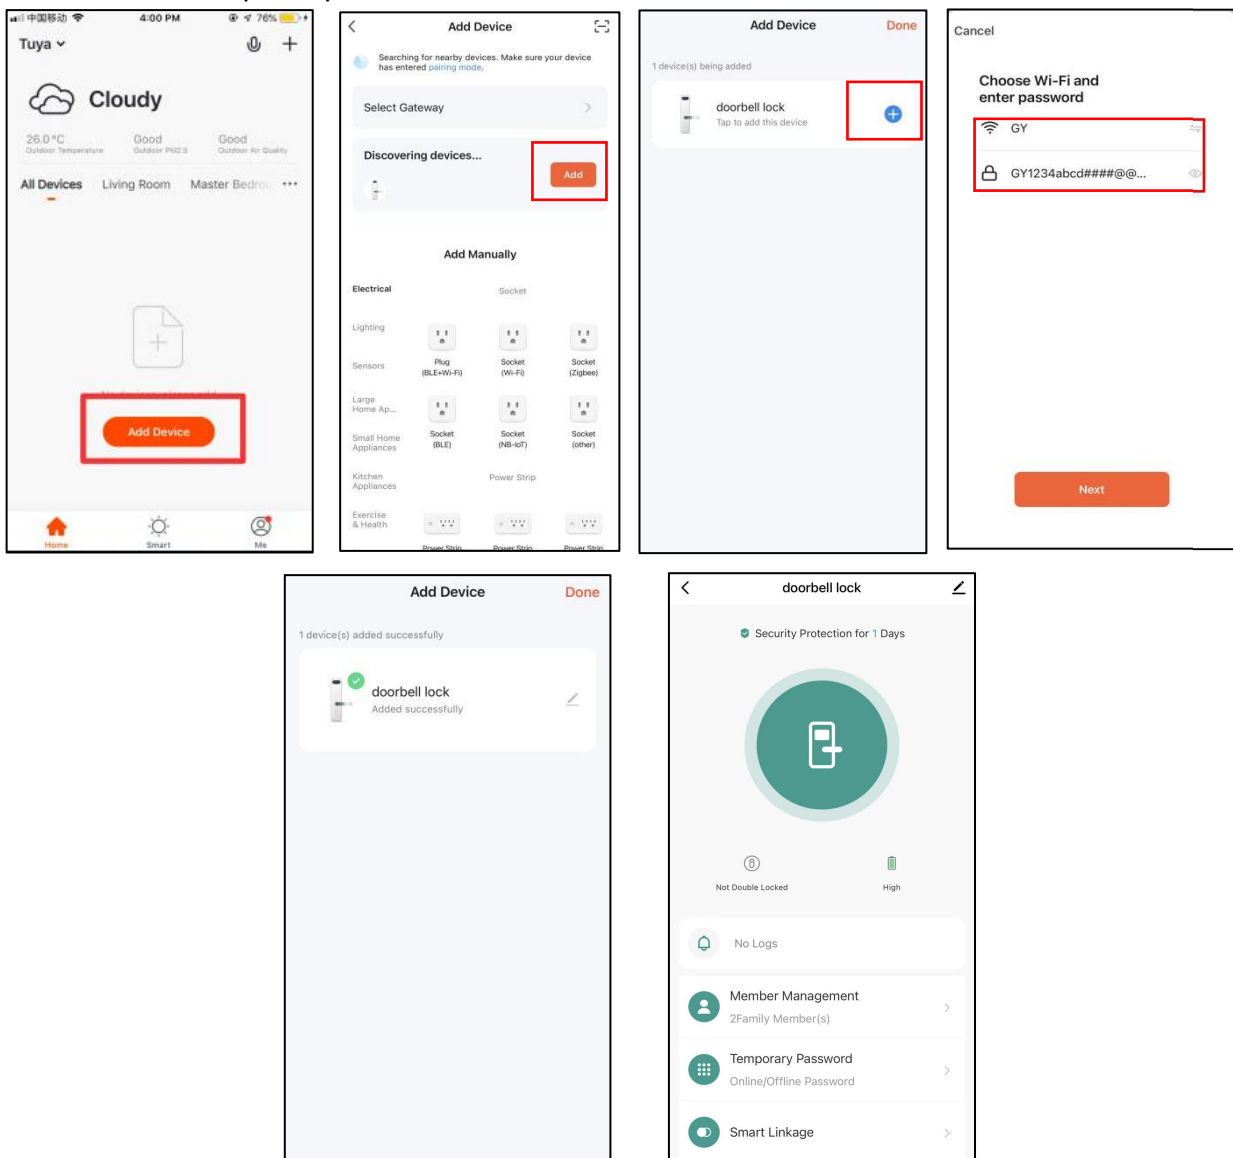 中国移动 4:00 PM 76%
Tuya
Cloudy
26.0°C Good Good
Outdoor Temperature Outdoor PM2.5 Outdoor Air Quality
All Devices Living Room Master Bedro ···
Add Device
Home Smart Me
Add Device
Searching for nearby devices. Make sure your device
has entered pairing mode.
Select Gateway
Discovering devices...
Add
Add Manually
Electrical Socket
Lighting
Sensors
Large
Home Ap...
Small Home
Appliances
Kitchen
Appliances
Exercise
& Health
Plug
(BLE+Wi-Fi)
Socket
(Wi-Fi)
Socket
(Zigbee)
Socket
(BLE)
Socket
(NB-IoT)
Socket
(other)
Power Strip
Power Strip Power Strip Power Strip
Add Device Done
1 device(s) being added
doorbell lock
Tap to add this device
Cancel
Choose Wi-Fi and
enter password
GY
GY1234abcd####@@...
Next
Add Device Done
1 device(s) added successfully
doorbell lock
Added successfully
doorbell lock
Security Protection for 1 Days
Not Double Locked High
No Logs
Member Management
2Family Member(s)
Temporary Password
Online/Offline Password
Smart Linkage